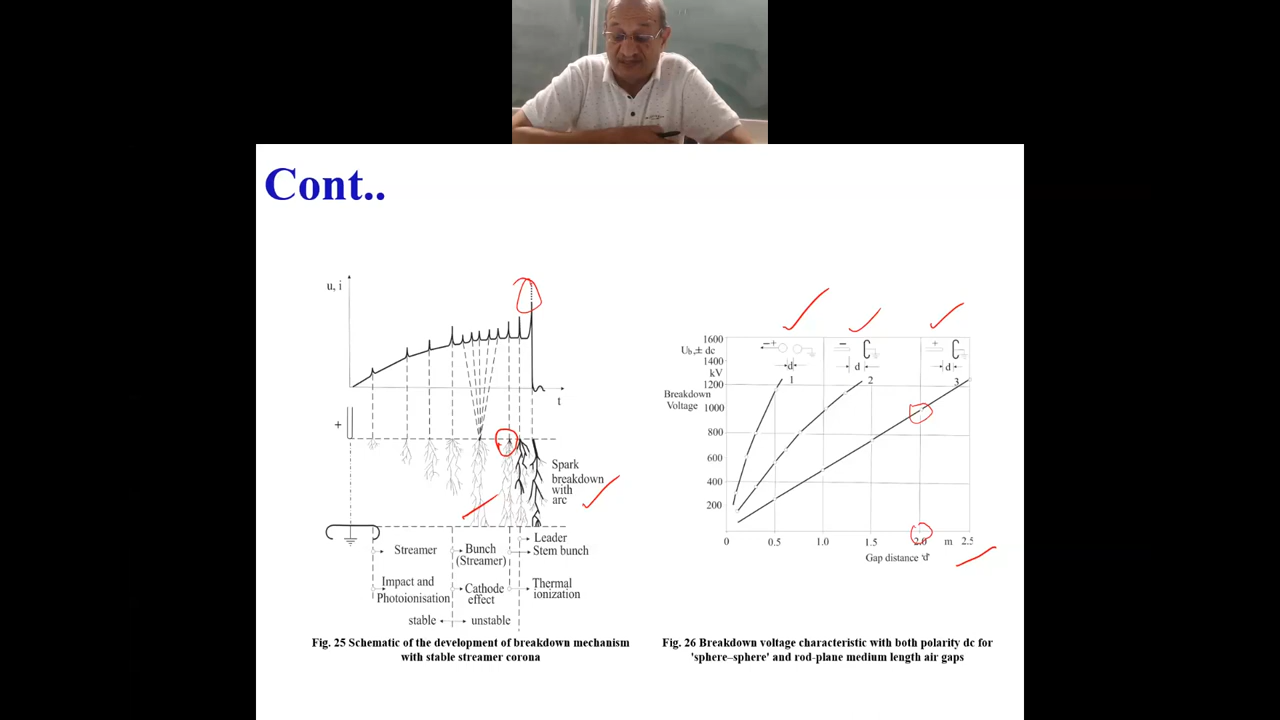 Cont..
u, i
t
+
Spark
breakdown
with
arc
Streamer
Bunch
(Streamer)
Leader
Stem bunch
Impact and
Photoionisation
Cathode
effect
Thermal
ionization
stable
unstable
Fig. 25 Schematic of the development of breakdown mechanism
with stable streamer corona
1600
U_b,± dc
1400
kV
1200
Breakdown
Voltage
1000
800
600
400
200
−+
−
+
d
d
d
1
2
3
0
0.5
1.0
1.5
2.0
m
2.5
Gap distance 'd'
Fig. 26 Breakdown voltage characteristic with both polarity dc for
'sphere–sphere' and rod-plane medium length air gaps